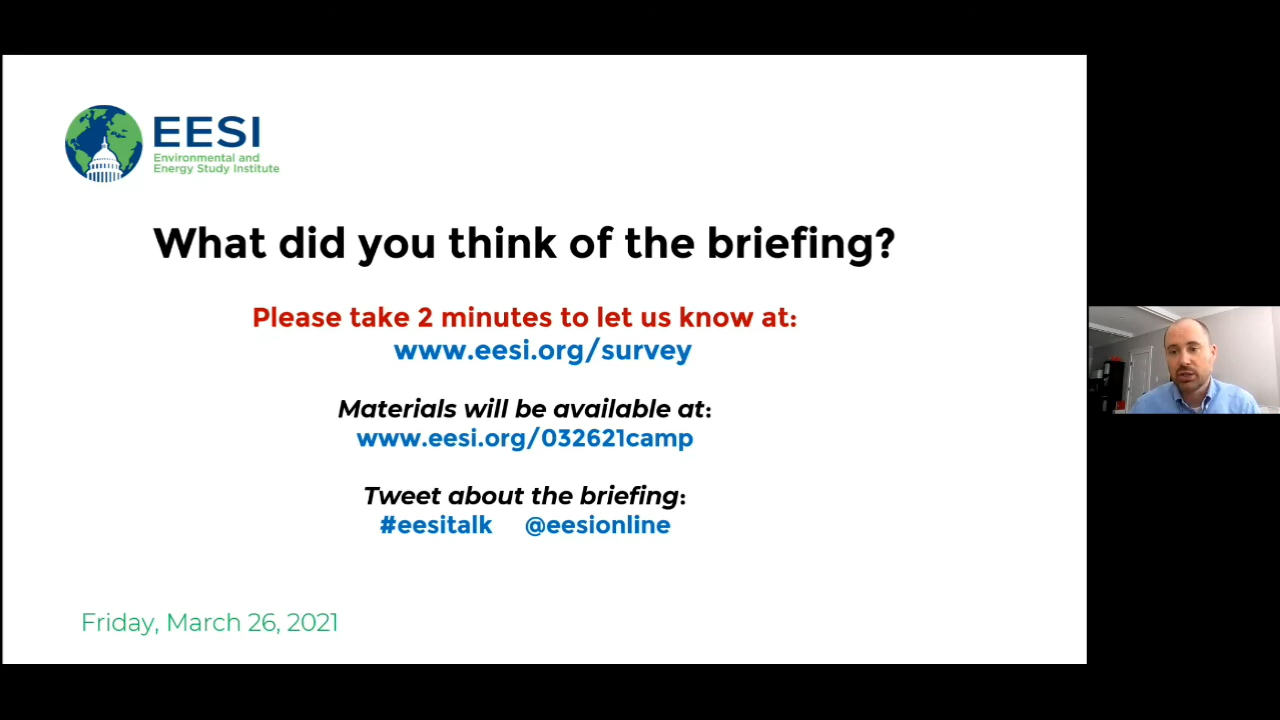 EESI
Environmental and
Energy Study Institute
What did you think of the briefing?
Please take 2 minutes to let us know at:
www.eesi.org/survey
Materials will be available at:
www.eesi.org/032621camp
Tweet about the briefing:
#eesitalk @eesionline
Friday, March 26, 2021